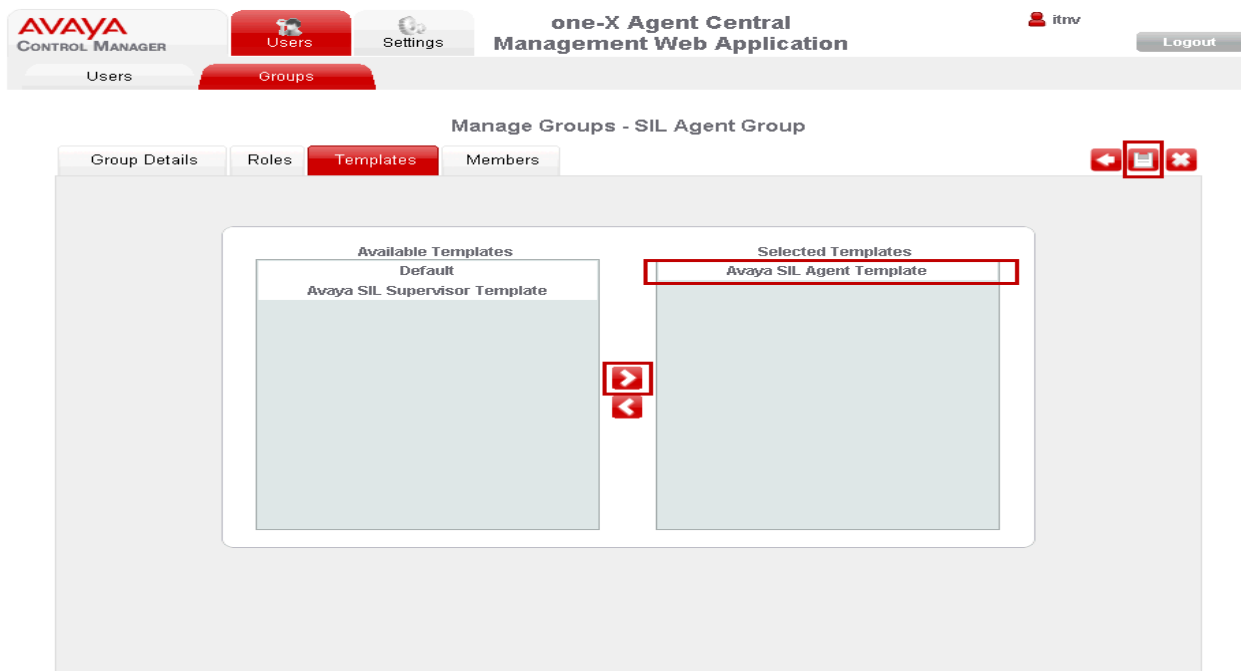 AVAYA
CONTROL MANAGER
Users
Settings
one-X Agent Central
Management Web Application
itnv
Logout
Users
Groups
Manage Groups - SIL Agent Group
Group Details
Roles
Templates
Members
Available Templates
Default
Avaya SIL Supervisor Template
Selected Templates
Avaya SIL Agent Template